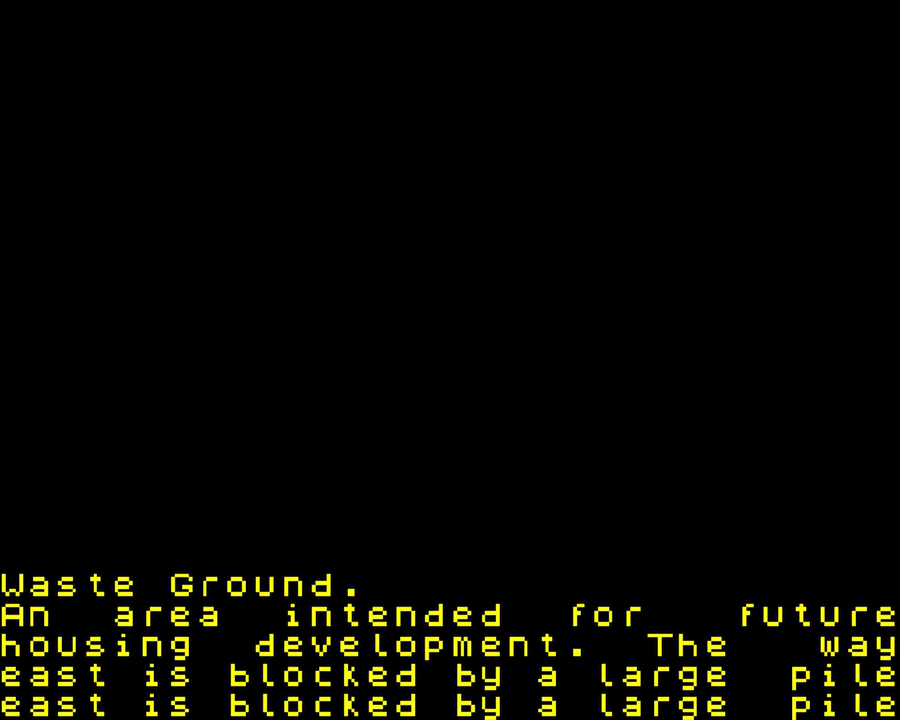 Waste Ground.
An area intended for future
housing development. The way
east is blocked by a large pile
east is blocked by a large pile